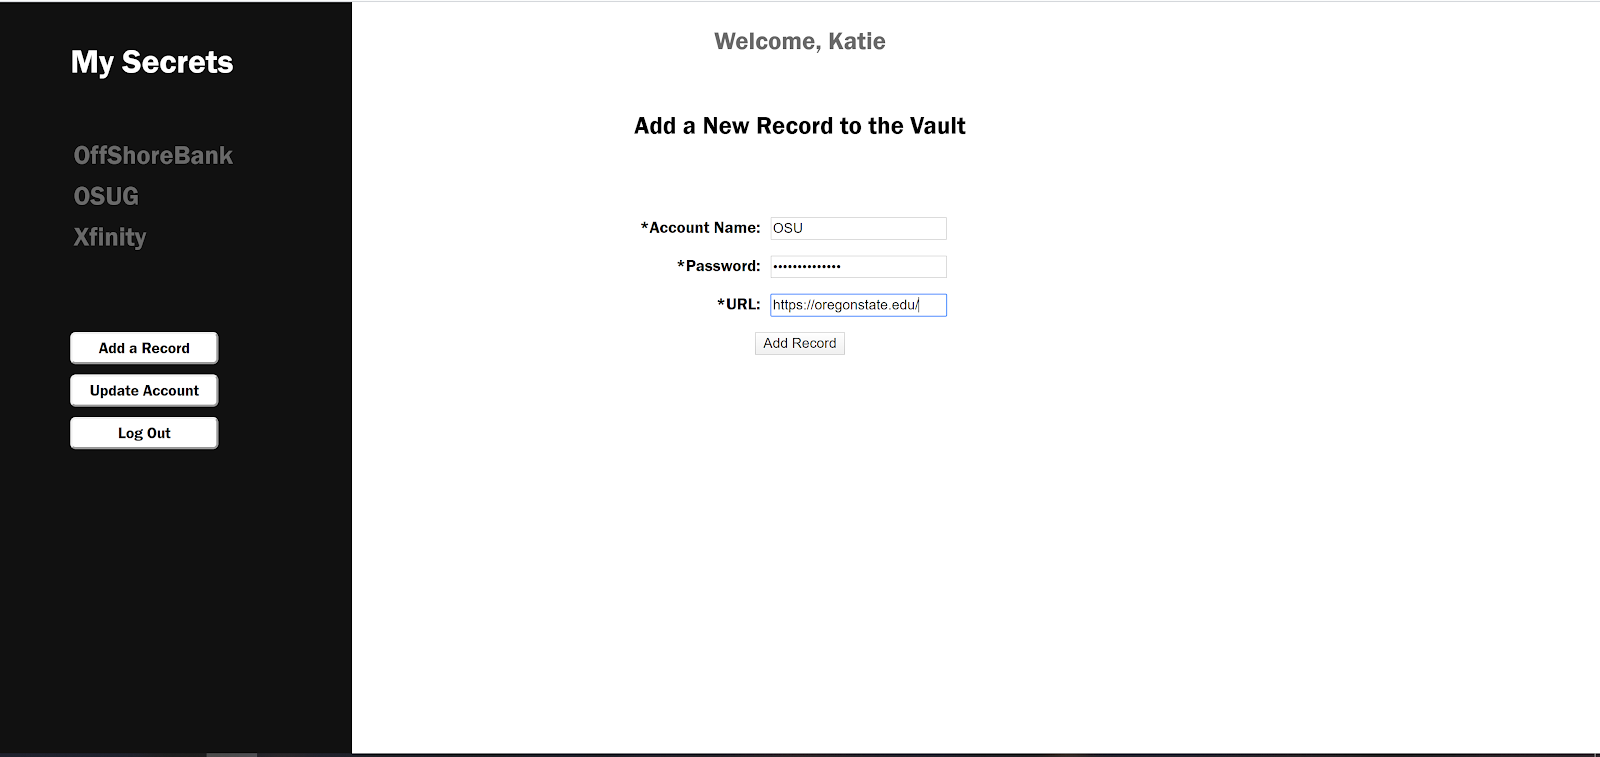 My Secrets
OffShoreBank
OSUG
Xfinity
Add a Record
Update Account
Log Out
Welcome, Katie
Add a New Record to the Vault
*Account Name: OSU
*Password: ••••••••••••••
*URL: https://oregonstate.edu/
Add Record